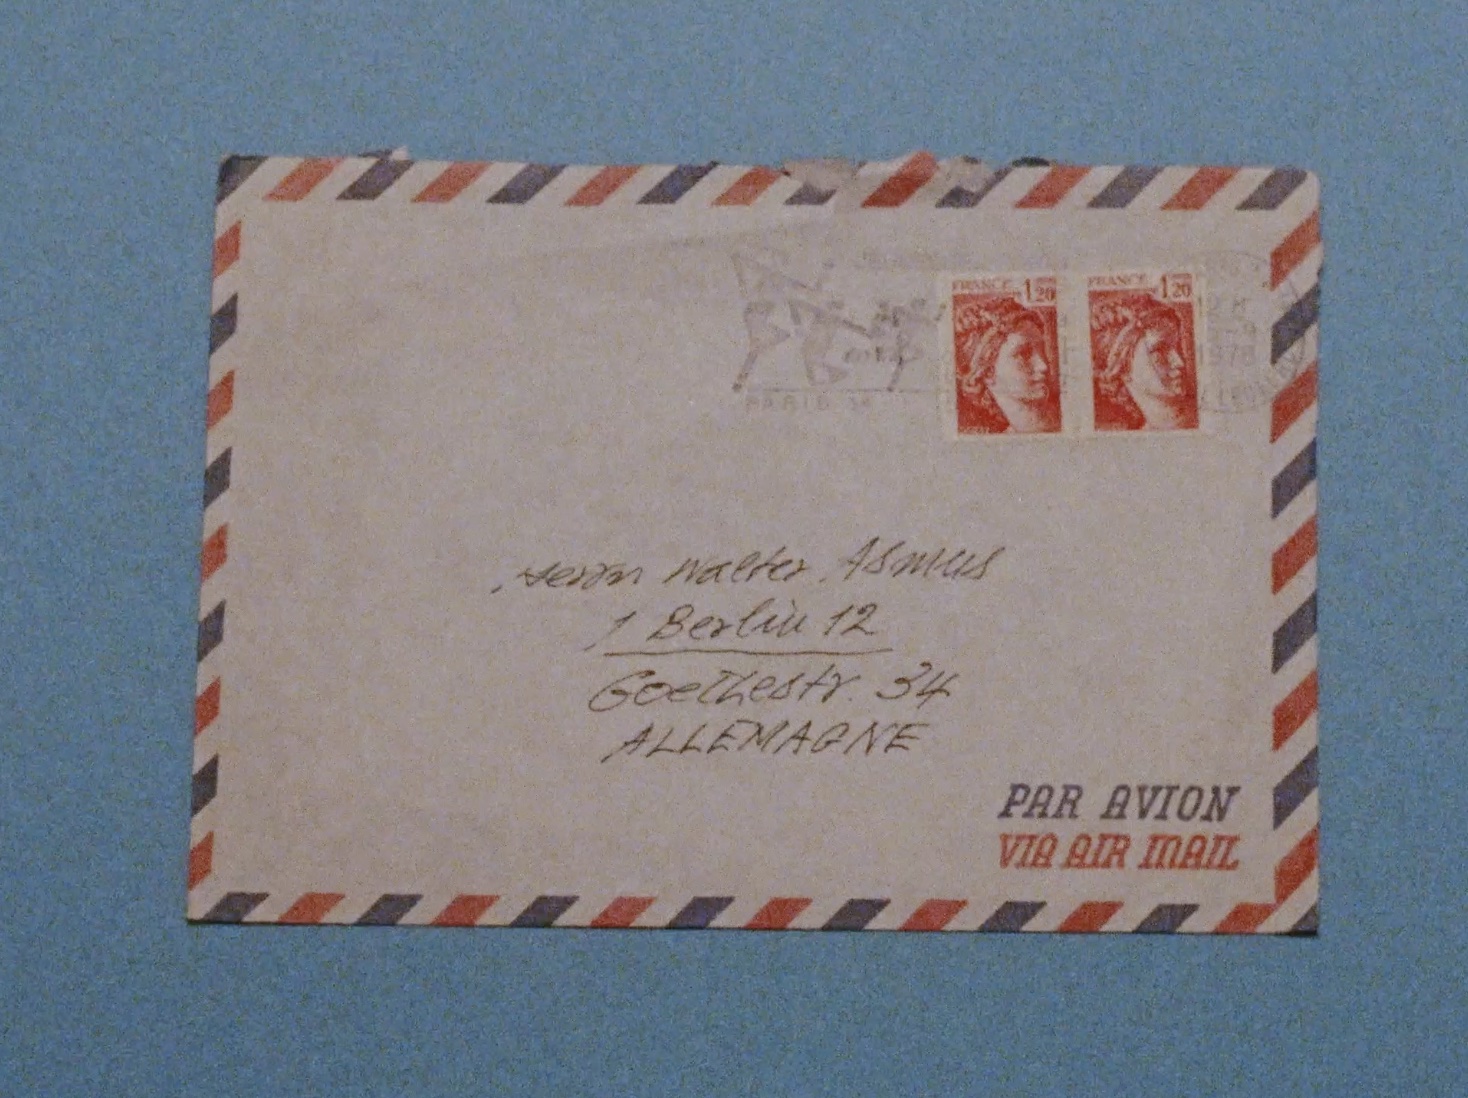 FRANCE 1,20
FRANCE 1,20
1978
PARIS
Herrn Walter Asmus
1 Berlin 12
Goethestr. 34
ALLEMAGNE
PAR AVION
VIA AIR MAIL